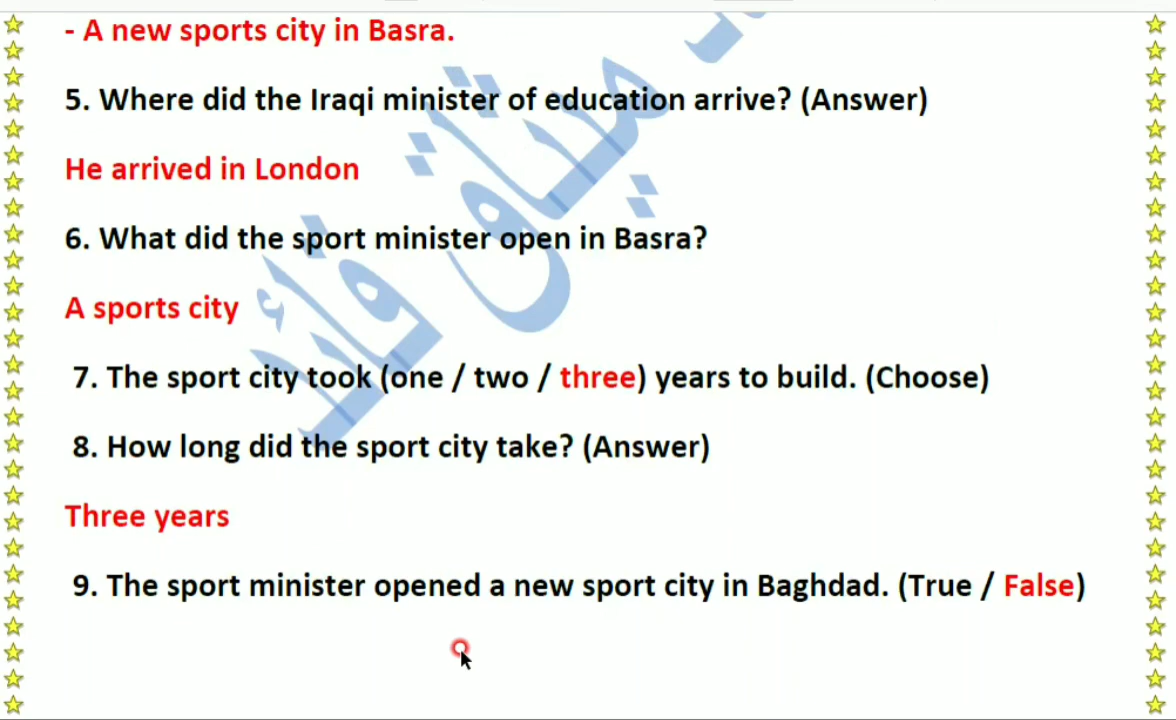 - A new sports city in Basra.
5. Where did the Iraqi minister of education arrive? (Answer)
He arrived in London
6. What did the sport minister open in Basra?
A sports city
7. The sport city took (one / two / three) years to build. (Choose)
8. How long did the sport city take? (Answer)
Three years
9. The sport minister opened a new sport city in Baghdad. (True / False)
ميثاق فائد